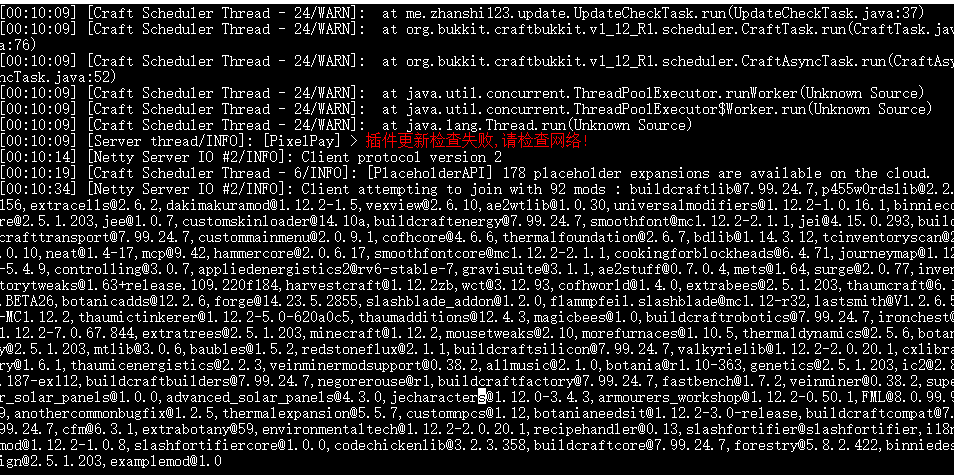 [00:10:09] [Craft Scheduler Thread - 24/WARN]:  at me.zhanshi123.update.UpdateCheckTask.run(UpdateCheckTask.java:37)
[00:10:09] [Craft Scheduler Thread - 24/WARN]:  at org.bukkit.craftbukkit.v1_12_R1.scheduler.CraftTask.run(CraftTask.jav
a:76)
[00:10:09] [Craft Scheduler Thread - 24/WARN]:  at org.bukkit.craftbukkit.v1_12_R1.scheduler.CraftAsyncTask.run(CraftAsy
ncTask.java:52)
[00:10:09] [Craft Scheduler Thread - 24/WARN]:  at java.util.concurrent.ThreadPoolExecutor.runWorker(Unknown Source)
[00:10:09] [Craft Scheduler Thread - 24/WARN]:  at java.util.concurrent.ThreadPoolExecutor$Worker.run(Unknown Source)
[00:10:09] [Craft Scheduler Thread - 24/WARN]:  at java.lang.Thread.run(Unknown Source)
[00:10:09] [Server thread/INFO]: [PixelPay] > 插件更新检查失败,请检查网络!
[00:10:14] [Netty Server IO #2/INFO]: Client protocol version 2
[00:10:19] [Craft Scheduler Thread - 6/INFO]: [PlaceholderAPI] 178 placeholder expansions are available on the cloud.
[00:10:34] [Netty Server IO #2/INFO]: Client attempting to join with 92 mods : buildcraftlib@7.99.24.7,p455w0rdslib@2.2.
156,extracells@2.6.2,dakimakuramod@1.12.2-1.5,vexview@2.6.10,ae2wtlib@1.0.30,universalmodifiers@1.12.2-1.0.16.1,binnieco
re@2.5.1.203,jee@1.0.7,customskinloader@14.10a,buildcraftenergy@7.99.24.7,smoothfont@mc1.12.2-2.1.1,jei@4.15.0.293,build
crafttransport@7.99.24.7,custommainmenu@2.0.9.1,cofhcore@4.6.6,thermalfoundation@2.6.7,bdlib@1.14.3.12,tcinventoryscan@2
.0.10,neat@1.4-17,mcp@9.42,hammercore@2.0.6.17,smoothfontcore@mc1.12.2-2.1.1,cookingforblockheads@6.4.71,journeymap@1.12
-5.4.9,controlling@3.0.7,appliedenergistics2@rv6-stable-7,gravisuite@3.1.1,ae2stuff@0.7.0.4,mets@1.64,surge@2.0.77,inven
torytweaks@1.63+release.109.220f184,harvestcraft@1.12.2zb,wct@3.12.93,cofhworld@1.4.0,extrabees@2.5.1.203,thaumcraft@6.1
.BETA26,botanicadds@12.2.6,forge@14.23.5.2855,slashblade_addon@1.2.0,flammpfeil.slashblade@mc1.12-r32,lastsmith@V1.2.6.5
-MC1.12.2,thaumictinkerer@1.12.2-5.0-620a0c5,thaumadditions@12.4.3,magicbees@1.0,buildcraftrobotics@7.99.24.7,ironchest@
1.12.2-7.0.67.844,extratrees@2.5.1.203,minecraft@1.12.2,mousetweaks@2.10,morefurnaces@1.10.5,thermaldynamics@2.5.6,botan
y@2.5.1.203,mtlib@3.0.6,baubles@1.5.2,redstoneflux@2.1.1,buildcraftsilicon@7.99.24.7,valkyrielib@1.12.2-2.0.20.1,cxlibra
ry@1.6.1,thaumicenergistics@2.2.3,veinminermodsupport@0.38.2,allmusic@2.1.0,botania@r1.10-363,genetics@2.5.1.203,ic2@2.8
.187-ex112,buildcraftbuilders@7.99.24.7,negorerouse@r1,buildcraftfactory@7.99.24.7,fastbench@1.7.2,veinminer@0.38.2,supe
r_solar_panels@1.0.0,advanced_solar_panels@4.3.0,jecharacters@1.12.0-3.4.3,armourers_workshop@1.12.2-0.50.1,FML@8.0.99.9
9,anothercommonbugfix@1.2.5,thermalexpansion@5.5.7,customnpcs@1.12,botanianeedsit@1.12.2-3.0-release,buildcraftcompat@7.
99.24.7,cfm@6.3.1,extrabotany@59,environmentaltech@1.12.2-2.0.20.1,recipehandler@0.13,slashfortifier@slashfortifier,i18n
mod@1.12.2-1.0.8,slashfortifiercore@1.0.0,codechickenlib@3.2.3.358,buildcraftcore@7.99.24.7,forestry@5.8.2.422,binniedes
ign@2.5.1.203,examplemod@1.0